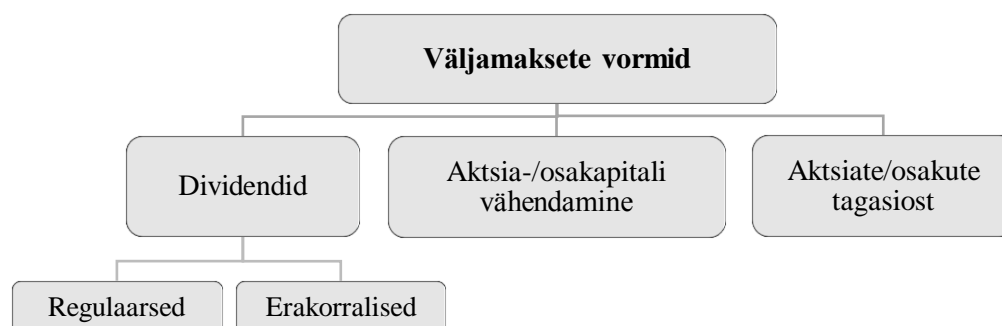 Väljamaksete vormid
Dividendid
Aktsia-/osakapitali
vähendamine
Aktsiate/osakute
tagasiost
Regulaarsed
Erakorralised